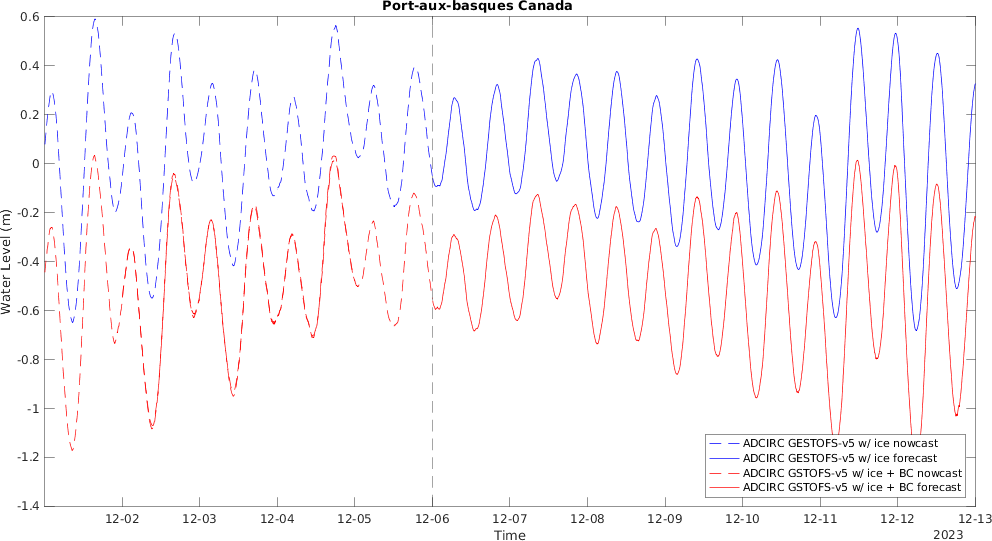 Port-aux-basques Canada
Water Level (m)
0.6
0.4
0.2
0
-0.2
-0.4
-0.6
-0.8
-1
-1.2
-1.4
ADCIRC GESTOFS-v5 w/ ice nowcast
ADCIRC GESTOFS-v5 w/ ice forecast
ADCIRC GSTOFS-v5 w/ ice + BC nowcast
ADCIRC GSTOFS-v5 w/ ice + BC forecast
12-02 12-03 12-04 12-05 12-06 12-07 12-08 12-09 12-10 12-11 12-12 12-13
Time
2023